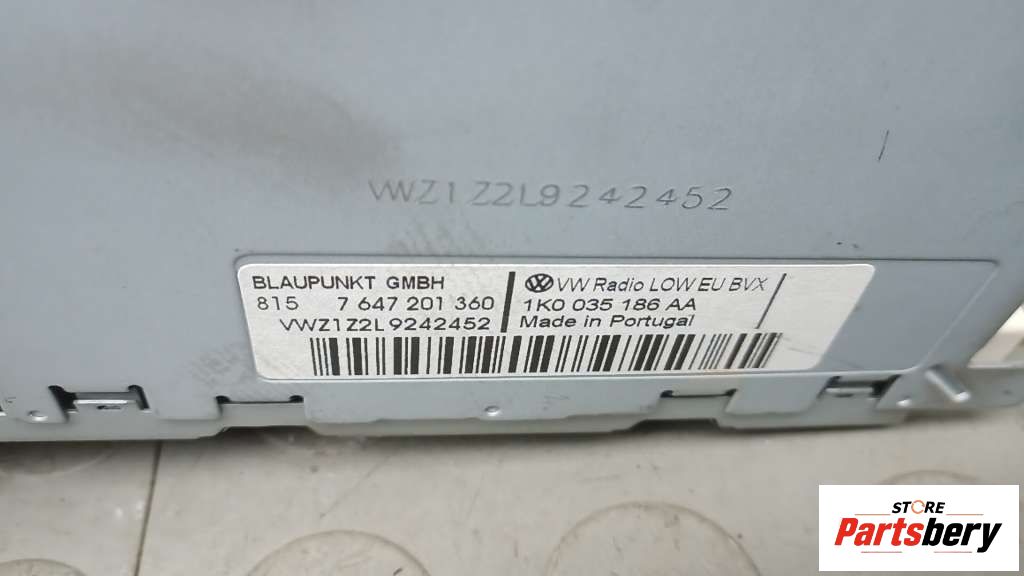 VWZ1Z2L9242452
BLAUPUNKT GMBH
815 7 647 201 360
VWZ1Z2L9242452
VW Radio LOW EU BVX
1K0 035 186 AA
Made in Portugal
STORE
Partsbery